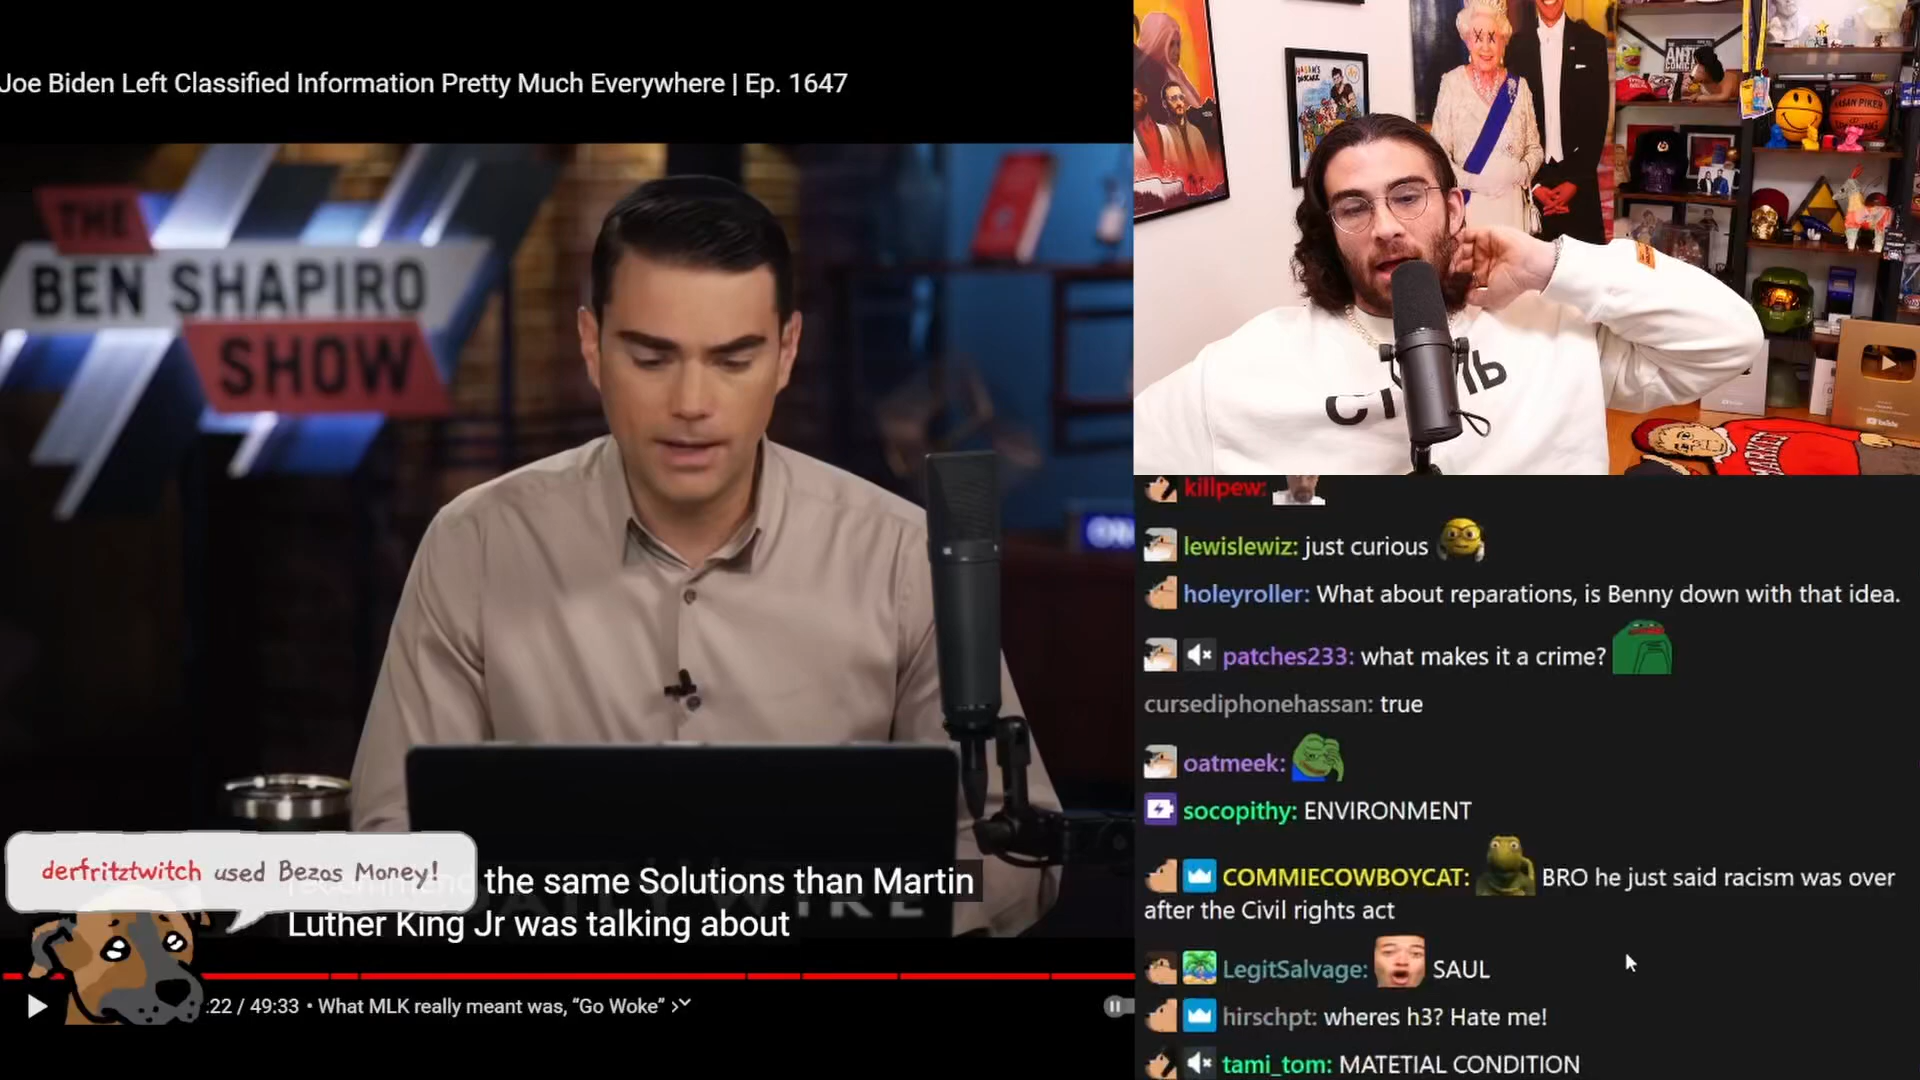 Joe Biden Left Classified Information Pretty Much Everywhere | Ep. 1647
THE
BEN SHAPIRO
SHOW
ON
derfritztwitch used Bezos Money!
the same Solutions than Martin
Luther King Jr was talking about
:22 / 49:33 • What MLK really meant was, “Go Woke”
HASAN PIKER
YouTube
killpew:
lewislewiz: just curious
holeyroller: What about reparations, is Benny down with that idea.
patches233: what makes it a crime?
cursediphonehassan: true
oatmeek:
socopithy: ENVIRONMENT
COMMIECOWBOYCAT: BRO he just said racism was over
after the Civil rights act
LegitSalvage: SAUL
hirschpt: wheres h3? Hate me!
tami_tom: MATETIAL CONDITION